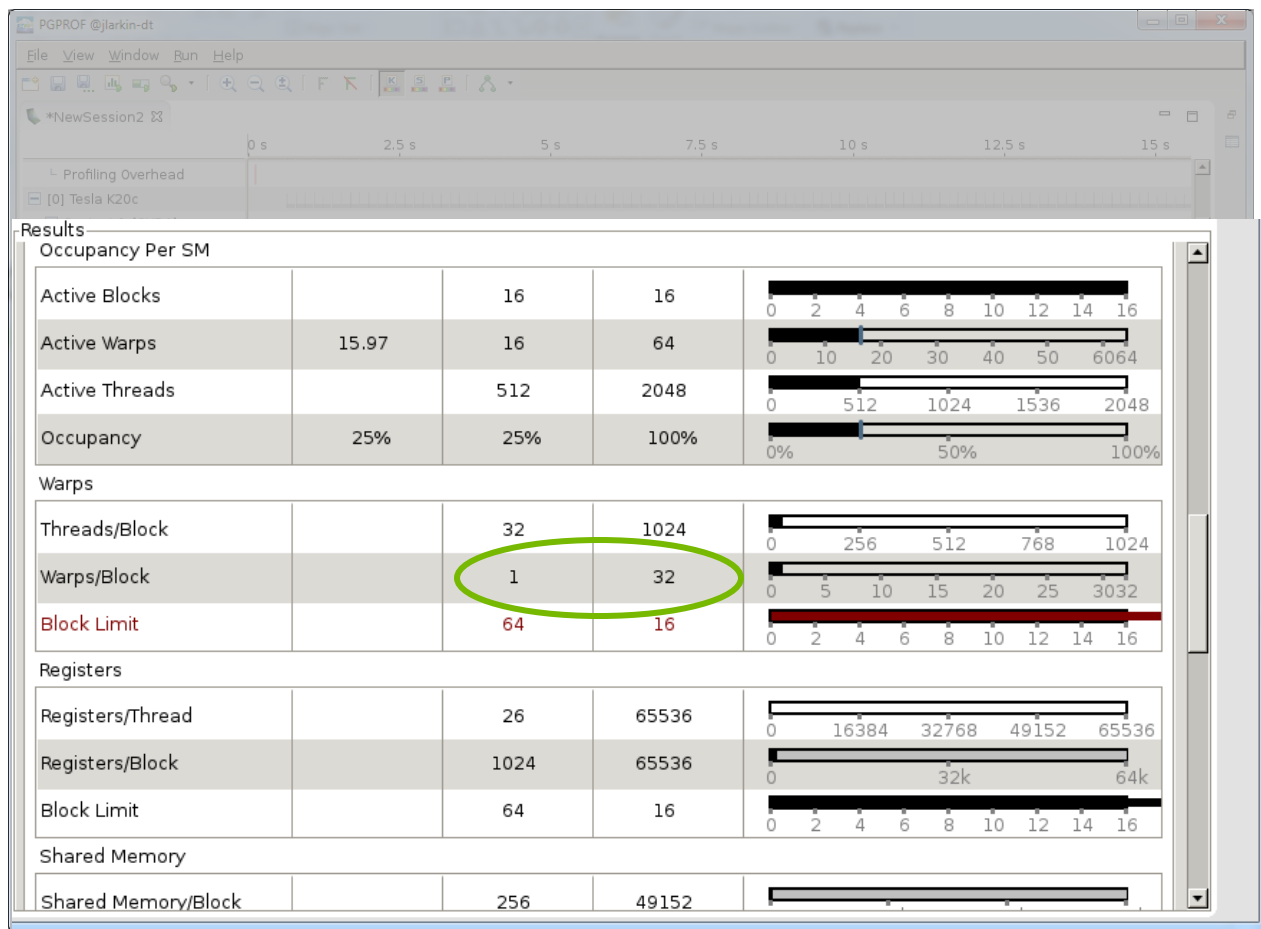 PGPROF @jlarkin-dt
File View Window Run Help
*NewSession2
0 s 2.5 s 5 s 7.5 s 10 s 12.5 s 15 s
Profiling Overhead
[0] Tesla K20c
Results
Occupancy Per SM
Active Blocks 16 16
0 2 4 6 8 10 12 14 16
Active Warps 15.97 16 64
0 10 20 30 40 50 6064
Active Threads 512 2048
0 512 1024 1536 2048
Occupancy 25% 25% 100%
0% 50% 100%
Warps
Threads/Block 32 1024
0 256 512 768 1024
Warps/Block 1 32
0 5 10 15 20 25 3032
Block Limit 64 16
0 2 4 6 8 10 12 14 16
Registers
Registers/Thread 26 65536
0 16384 32768 49152 65536
Registers/Block 1024 65536
0 32k 64k
Block Limit 64 16
0 2 4 6 8 10 12 14 16
Shared Memory
Shared Memory/Block 256 49152